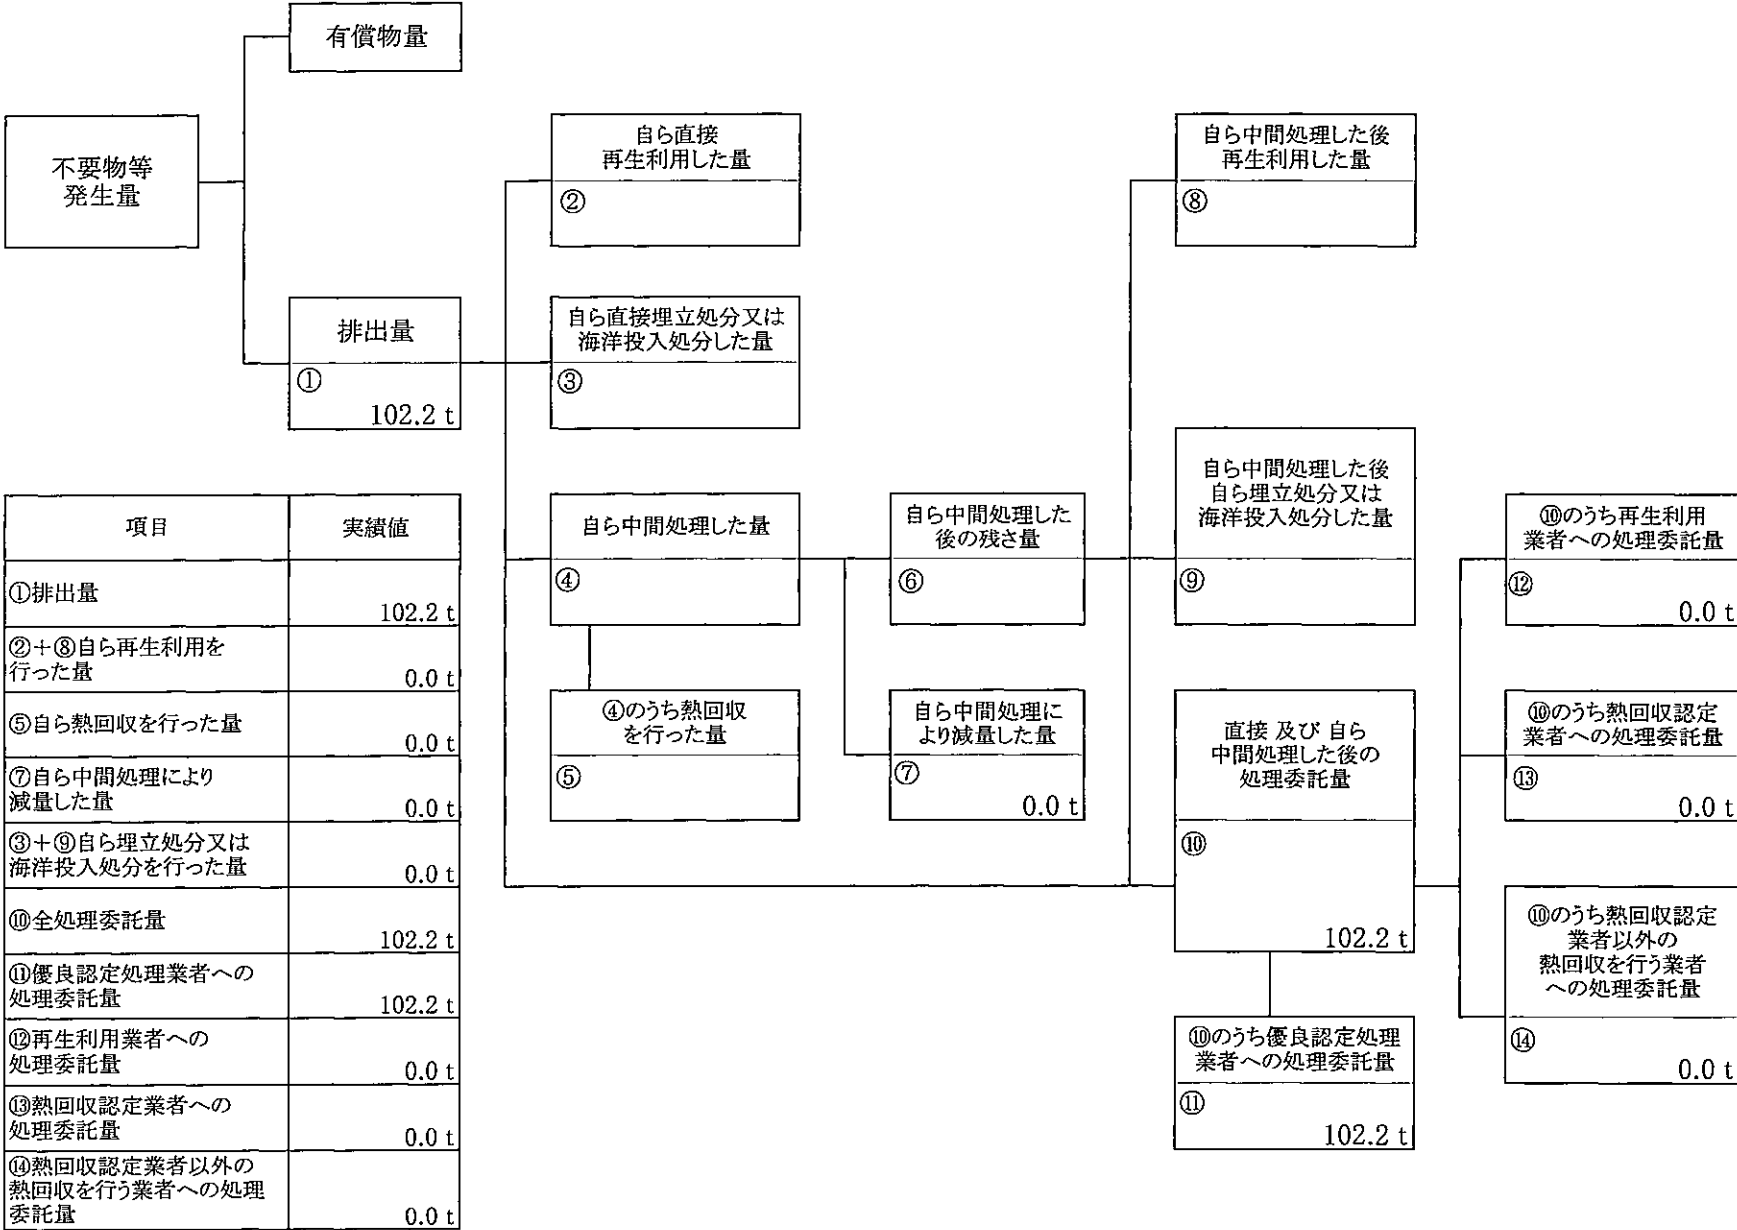 有償物量
不要物等
発生量
排出量
①
102.2 t
自ら直接
再生利用した量
②
自ら直接埋立処分又は
海洋投入処分した量
③
自ら中間処理した量
④
④のうち熱回収
を行った量
⑤
自ら中間処理した
後の残さ量
⑥
自ら中間処理に
より減量した量
⑦
0.0 t
自ら中間処理した後
再生利用した量
⑧
自ら中間処理した後
自ら埋立処分又は
海洋投入処分した量
⑨
直接 及び 自ら
中間処理した後の
処理委託量
⑩
102.2 t
⑩のうち優良認定処理
業者への処理委託量
⑪
102.2 t
⑩のうち再生利用
業者への処理委託量
⑫
0.0 t
⑩のうち熱回収認定
業者への処理委託量
⑬
0.0 t
⑩のうち熱回収認定
業者以外の
熱回収を行う業者
への処理委託量
⑭
0.0 t
項目 実績値
①排出量
102.2 t
②+⑧自ら再生利用を
行った量
0.0 t
⑤自ら熱回収を行った量
0.0 t
⑦自ら中間処理により
減量した量
0.0 t
③+⑨自ら埋立処分又は
海洋投入処分を行った量
0.0 t
⑩全処理委託量
102.2 t
⑪優良認定処理業者への
処理委託量
102.2 t
⑫再生利用業者への
処理委託量
0.0 t
⑬熱回収認定業者への
処理委託量
0.0 t
⑭熱回収認定業者以外の
熱回収を行う業者への処理
委託量
0.0 t